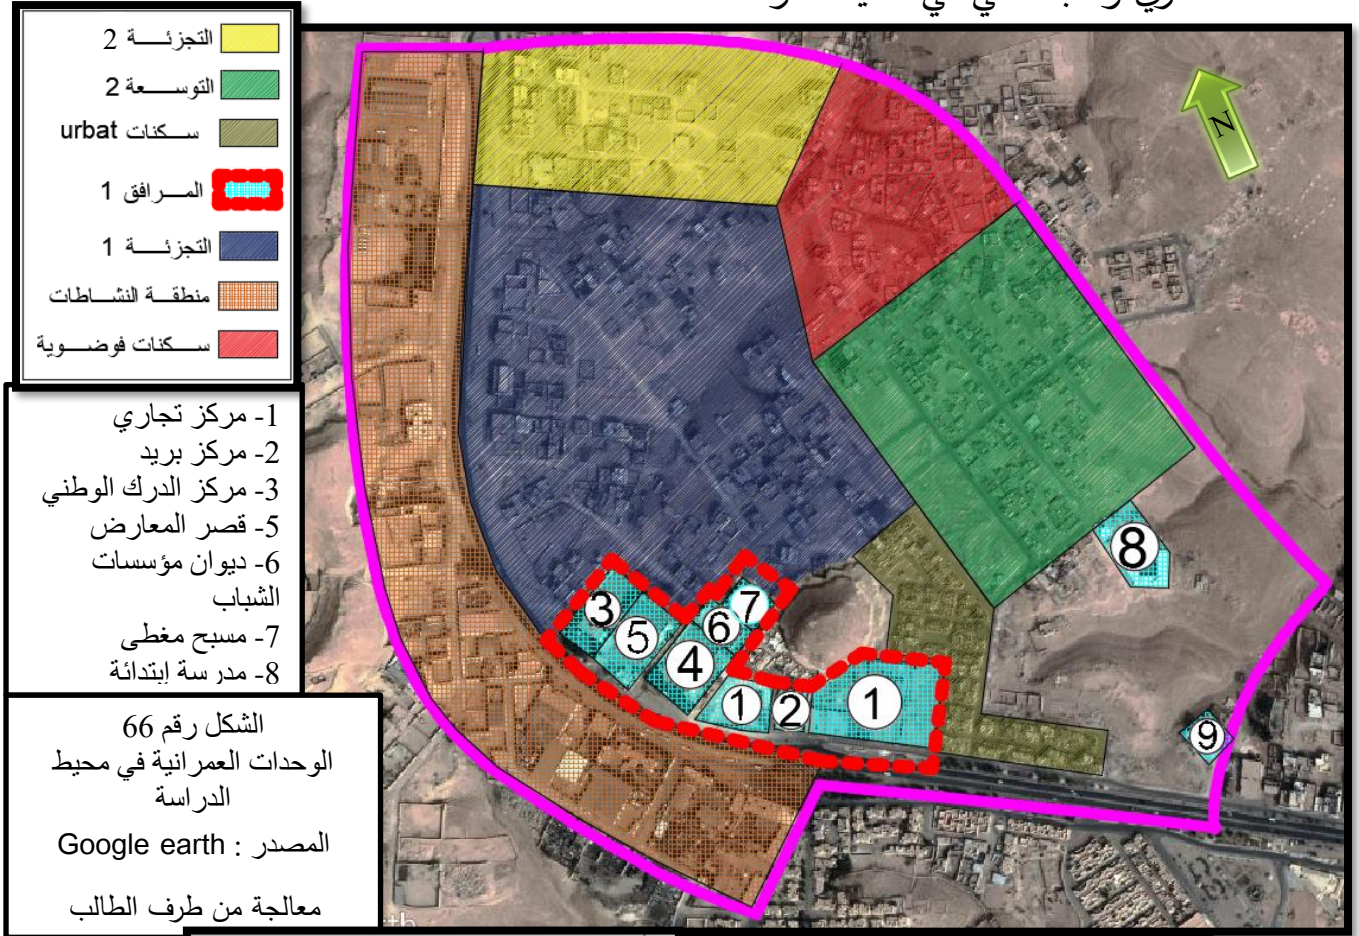 التجزئة 2
التوسعة 2
سكنات urbat
المرافق 1
التجزئة 1
منطقة النشاطات
سكنات فوضوية
1- مركز تجاري
2- مركز بريد
3- مركز الدرك الوطني
5- قصر المعارض
6- ديوان مؤسسات
الشباب
7- مسبح مغطى
8- مدرسة إبتدائة
الشكل رقم 66
الوحدات العمرانية في محيط
الدراسة
المصدر : Google earth
معالجة من طرف الطالب
N
8
7
3
6
5
4
1
2
1
9